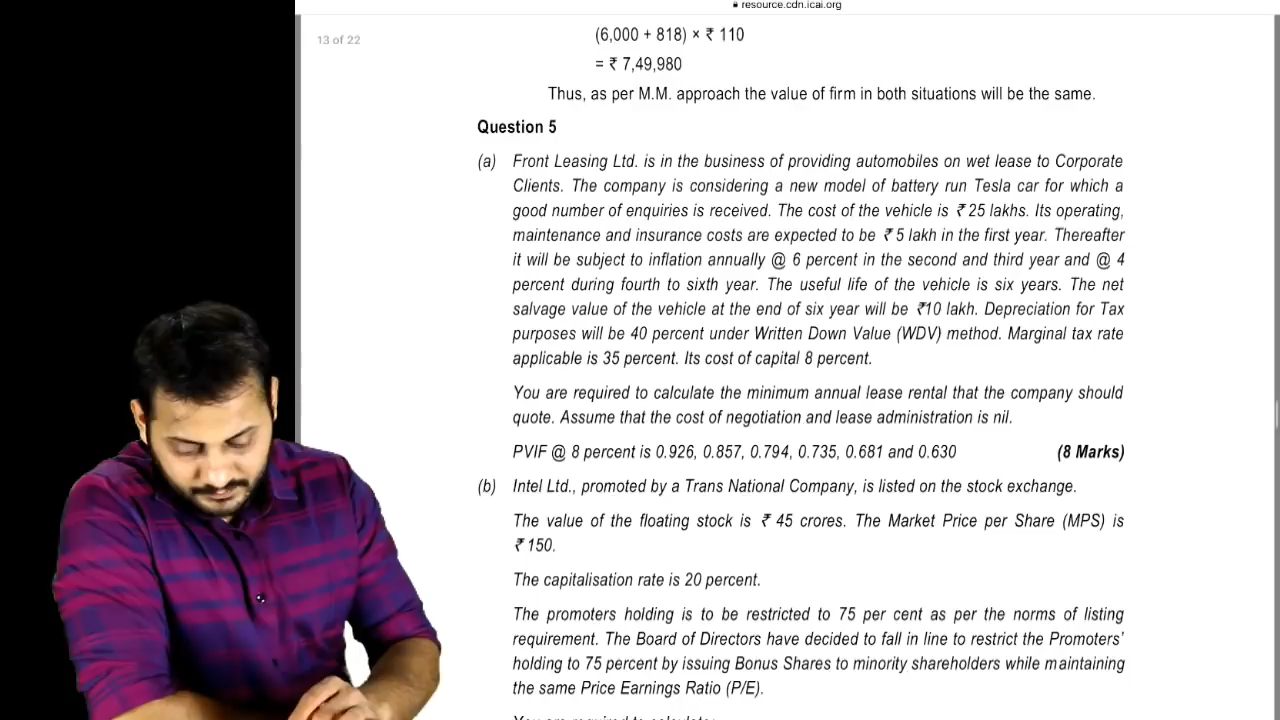 resource.cdn.icai.org
13 of 22
(6,000 + 818) × ₹ 110
= ₹ 7,49,980
Thus, as per M.M. approach the value of firm in both situations will be the same.
Question 5
(a) Front Leasing Ltd. is in the business of providing automobiles on wet lease to Corporate
Clients. The company is considering a new model of battery run Tesla car for which a
good number of enquiries is received. The cost of the vehicle is ₹ 25 lakhs. Its operating,
maintenance and insurance costs are expected to be ₹ 5 lakh in the first year. Thereafter
it will be subject to inflation annually @ 6 percent in the second and third year and @ 4
percent during fourth to sixth year. The useful life of the vehicle is six years. The net
salvage value of the vehicle at the end of six year will be ₹10 lakh. Depreciation for Tax
purposes will be 40 percent under Written Down Value (WDV) method. Marginal tax rate
applicable is 35 percent. Its cost of capital 8 percent.
You are required to calculate the minimum annual lease rental that the company should
quote. Assume that the cost of negotiation and lease administration is nil.
PVIF @ 8 percent is 0.926, 0.857, 0.794, 0.735, 0.681 and 0.630 (8 Marks)
(b) Intel Ltd., promoted by a Trans National Company, is listed on the stock exchange.
The value of the floating stock is ₹ 45 crores. The Market Price per Share (MPS) is
₹ 150.
The capitalisation rate is 20 percent.
The promoters holding is to be restricted to 75 per cent as per the norms of listing
requirement. The Board of Directors have decided to fall in line to restrict the Promoters'
holding to 75 percent by issuing Bonus Shares to minority shareholders while maintaining
the same Price Earnings Ratio (P/E).
You are required to calculate: